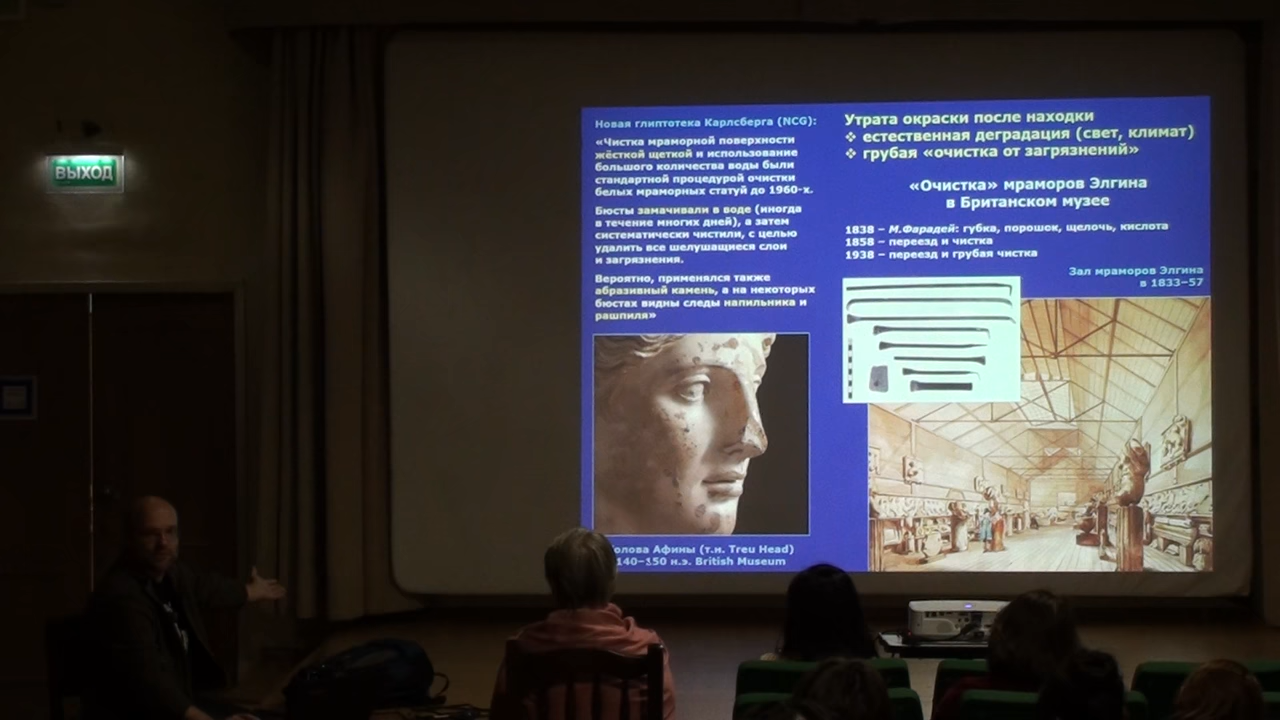 ВЫХОД
Новая глиптотека Карлсберга (NCG):
«Чистка мраморной поверхности
жёсткой щеткой и использование
большого количества воды были
стандартной процедурой очистки
белых мраморных статуй до 1960-х.
Бюсты замачивали в воде (иногда
в течение многих дней), а затем
систематически чистили, с целью
удалить все шелушащиеся слои
и загрязнения.
Вероятно, применялся также
абразивный камень, а на некоторых
бюстах видны следы напильника и
рашпиля»
олова Афины (т.н. Treu Head)
140–150 н.э. British Museum
Утрата окраски после находки
❖ естественная деградация (свет, климат)
❖ грубая «очистка от загрязнений»
«Очистка» мраморов Элгина
в Британском музее
1838 – М.Фарадей: губка, порошок, щелочь, кислота
1858 – переезд и чистка
1938 – переезд и грубая чистка
Зал мраморов Элгина
в 1833–57